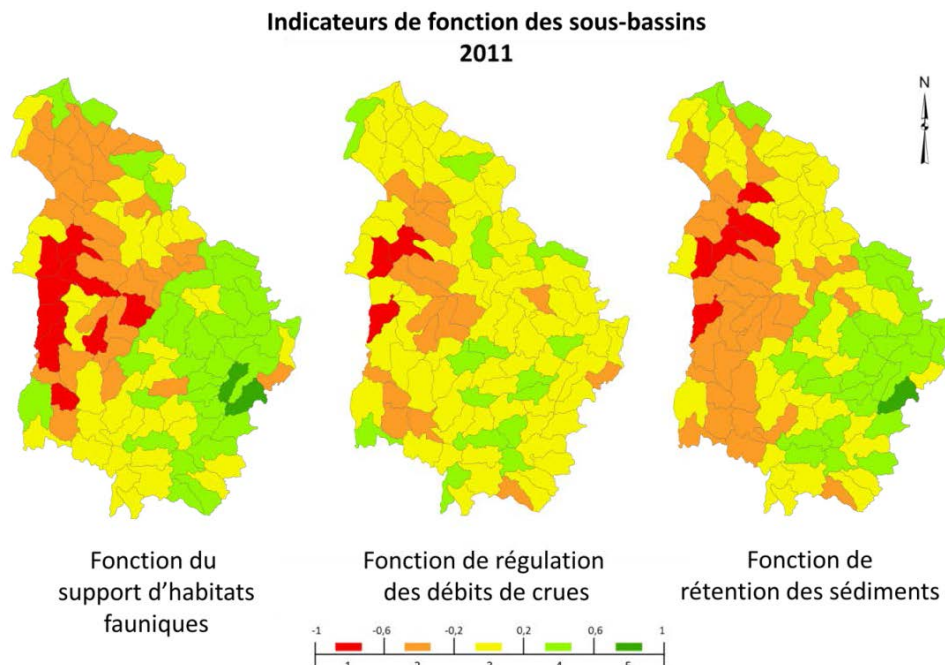 Indicateurs de fonction des sous-bassins
2011
N
Fonction du
support d’habitats
fauniques
Fonction de régulation
des débits de crues
Fonction de
rétention des sédiments
-1 -0,6 -0,2 0,2 0,6 1
1 2 3 4 5